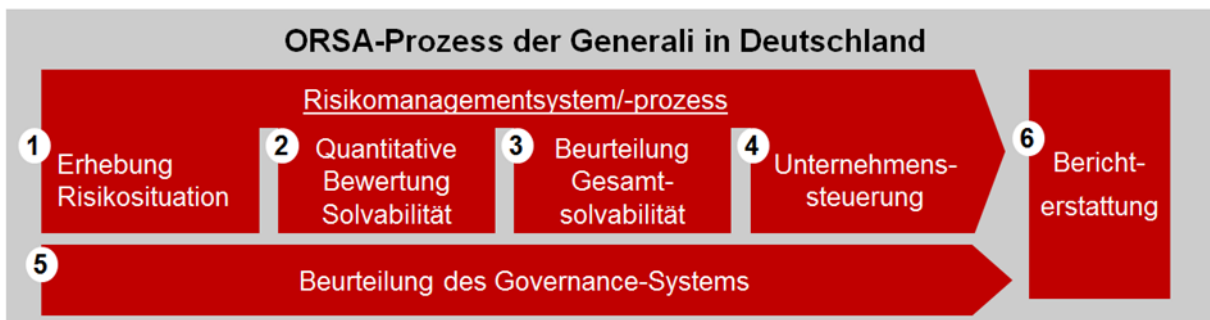 ORSA-Prozess der Generali in Deutschland
Risikomanagementsystem/-prozess
1
Erhebung
Risikosituation
2
Quantitative
Bewertung
Solvabilität
3
Beurteilung
Gesamt-
solvabilität
4
Unternehmens-
steuerung
5
Beurteilung des Governance-Systems
6
Bericht-
erstattung